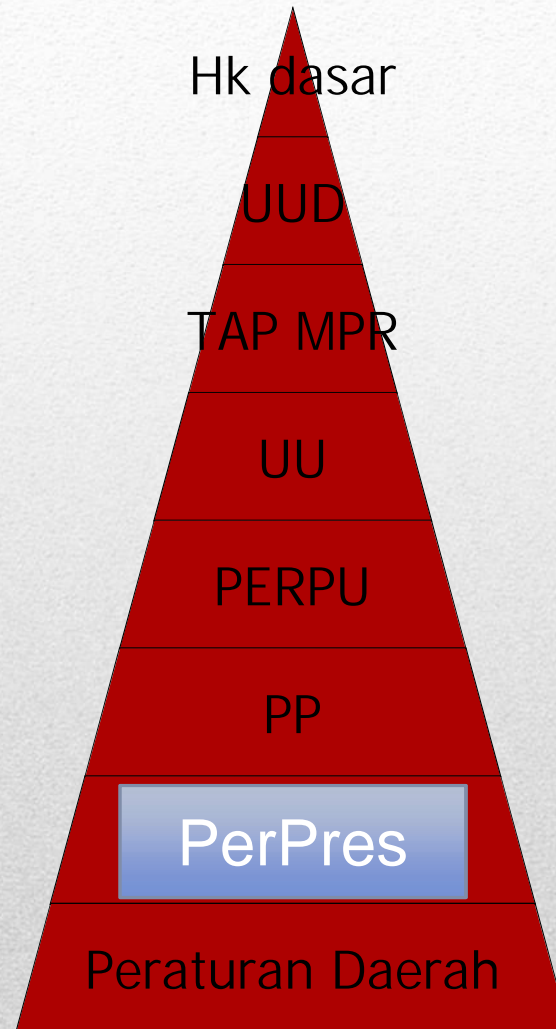 Hk dasar
UUD
TAP MPR
UU
PERPU
PP
PerPres
Peraturan Daerah